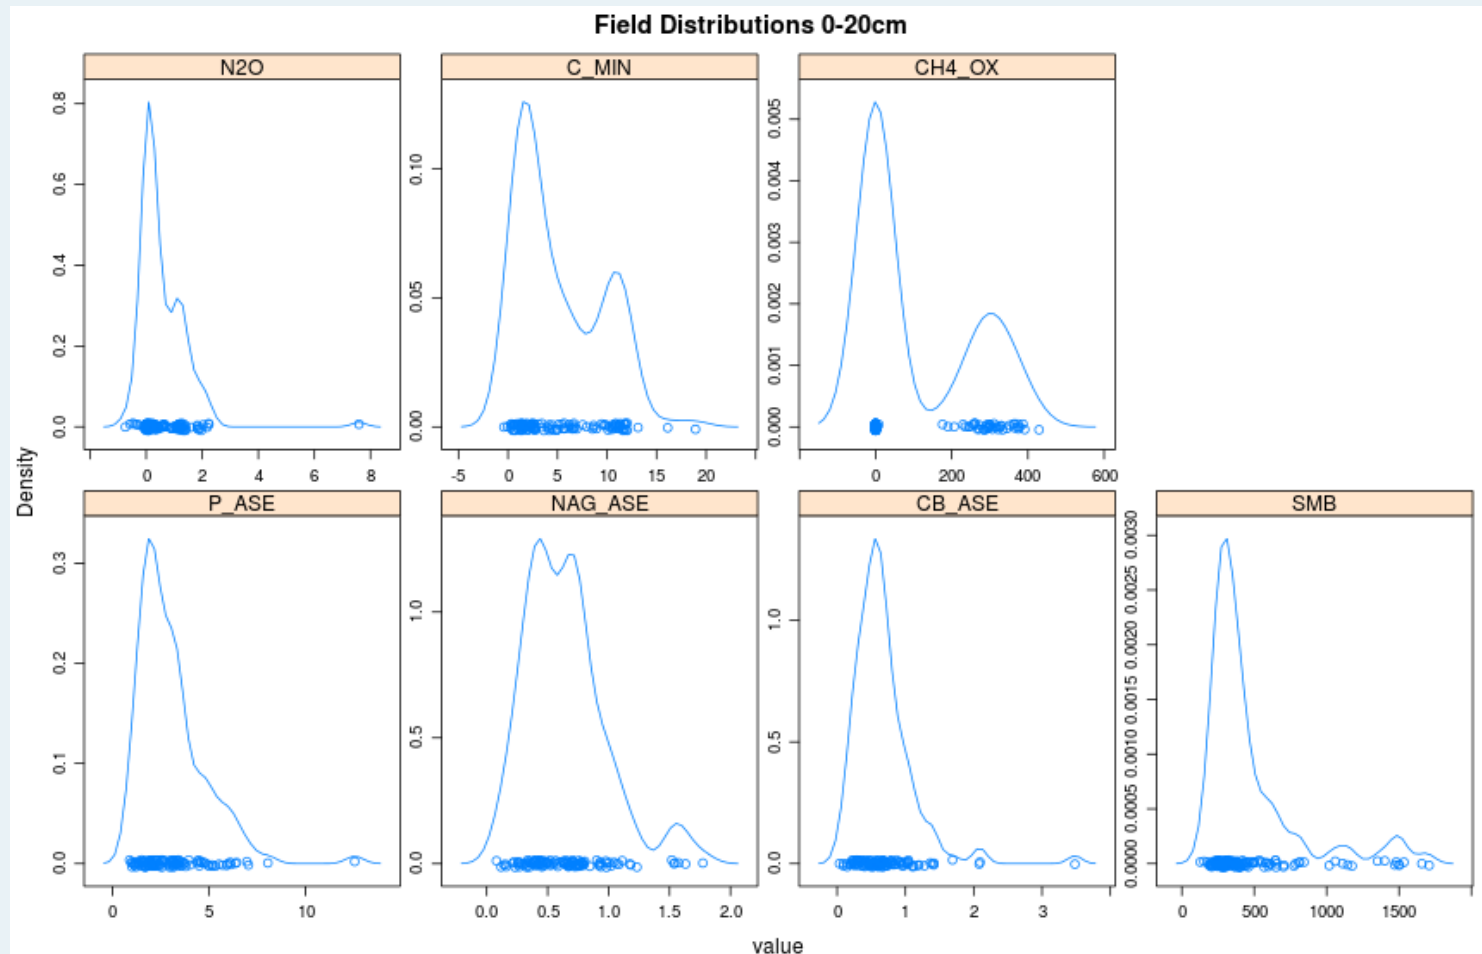 Field Distributions 0-20cm
N2O
C_MIN
CH4_OX
0.0 0.2 0.4 0.6 0.8
0.00 0.05 0.10
0.000 0.001 0.002 0.003 0.004 0.005
0 2 4 6 8
-5 0 5 10 15 20
0 200 400 600
P_ASE
NAG_ASE
CB_ASE
SMB
Density
0.0 0.1 0.2 0.3
0.0 0.5 1.0
0.0 0.5 1.0
0.0000 0.0005 0.0010 0.0015 0.0020 0.0025 0.0030
0 5 10
0.0 0.5 1.0 1.5 2.0
0 1 2 3
0 500 1000 1500
value